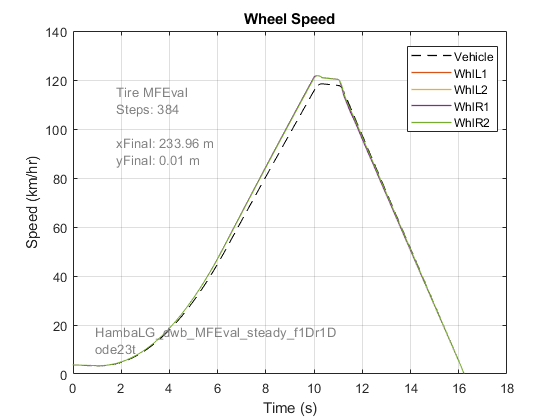 Wheel Speed
140
120
100
80
60
40
20
0
Speed (km/hr)
Tire MFEval
Steps: 384
xFinal: 233.96 m
yFinal: 0.01 m
Vehicle
WhlL1
WhlL2
WhlR1
WhlR2
HambaLG_dwb_MFEval_steady_f1Dr1D
ode23t
0 2 4 6 8 10 12 14 16 18
Time (s)